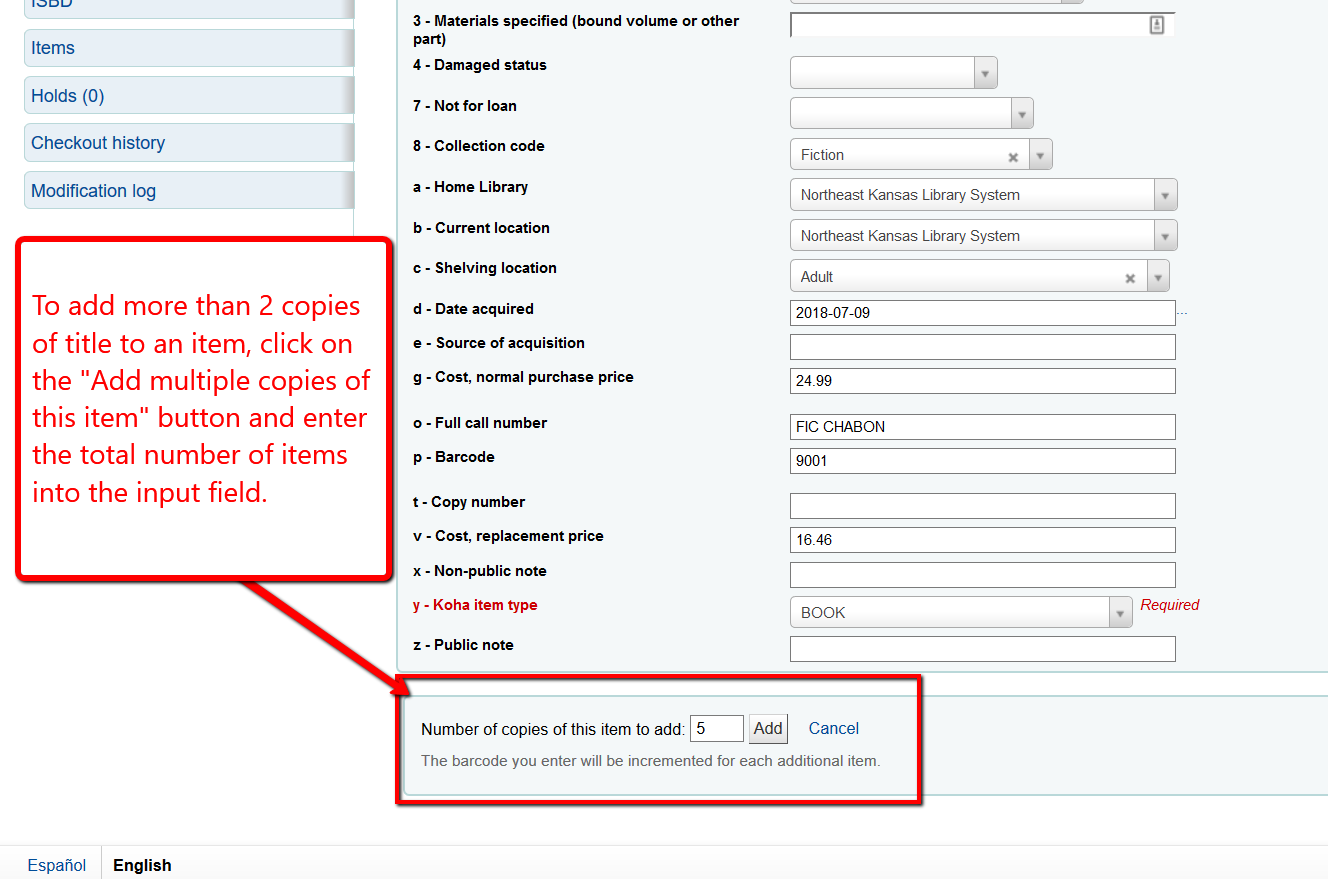 ISBD
Items
Holds (0)
Checkout history
Modification log
To add more than 2 copies
of title to an item, click on
the "Add multiple copies of
this item" button and enter
the total number of items
into the input field.
3 - Materials specified (bound volume or other
part)
4 - Damaged status
7 - Not for loan
8 - Collection code
Fiction
a - Home Library
Northeast Kansas Library System
b - Current location
Northeast Kansas Library System
c - Shelving location
Adult
d - Date acquired
2018-07-09
...
e - Source of acquisition
g - Cost, normal purchase price
24.99
o - Full call number
FIC CHABON
p - Barcode
9001
t - Copy number
v - Cost, replacement price
16.46
x - Non-public note
y - Koha item type
BOOK
Required
z - Public note
Number of copies of this item to add: 5 Add Cancel
The barcode you enter will be incremented for each additional item.
Español English